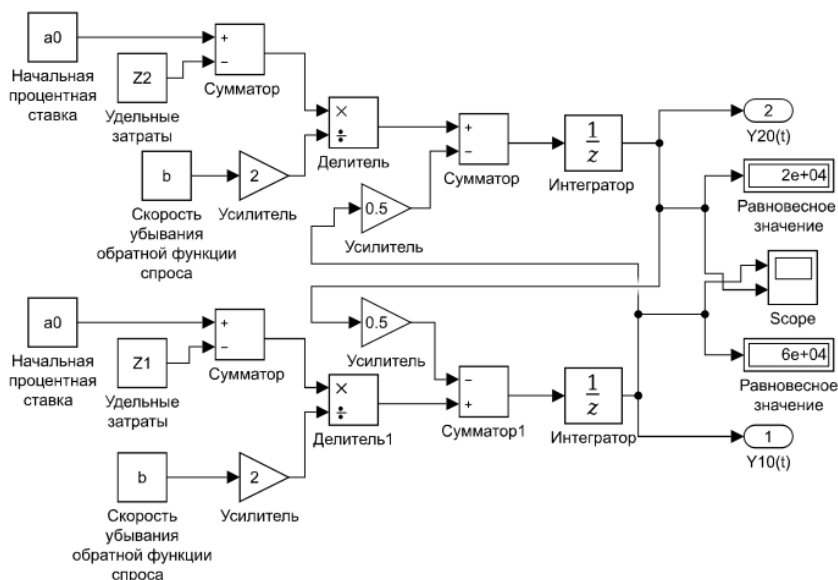 a0
+
−
Начальная
процентная
ставка
Z2
Удельные
затраты
Сумматор
×
÷
Делитель
b
Скорость
убывания
обратной функции
спроса
2
Усилитель
+
−
Сумматор
1
z
Интегратор
0.5
Усилитель
2
Y20(t)
2e+04
Равновесное
значение
Scope
6e+04
Равновесное
значение
1
Y10(t)
a0
+
−
Начальная
процентная
ставка
Z1
Удельные
затраты
Сумматор
0.5
Усилитель
×
÷
Делитель1
−
+
Сумматор1
1
z
Интегратор
b
Скорость
убывания
обратной функции
спроса
2
Усилитель